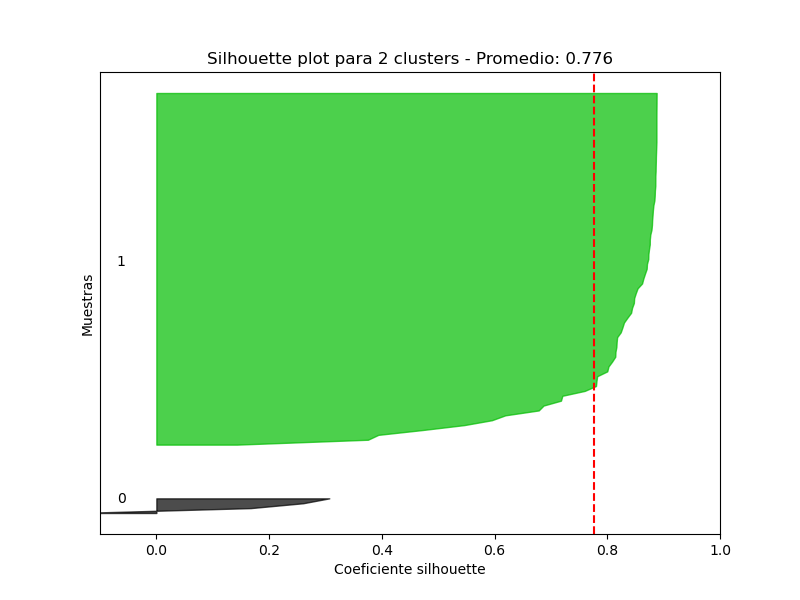 Silhouette plot para 2 clusters - Promedio: 0.776
Muestras
1
0
0.0 0.2 0.4 0.6 0.8 1.0
Coeficiente silhouette